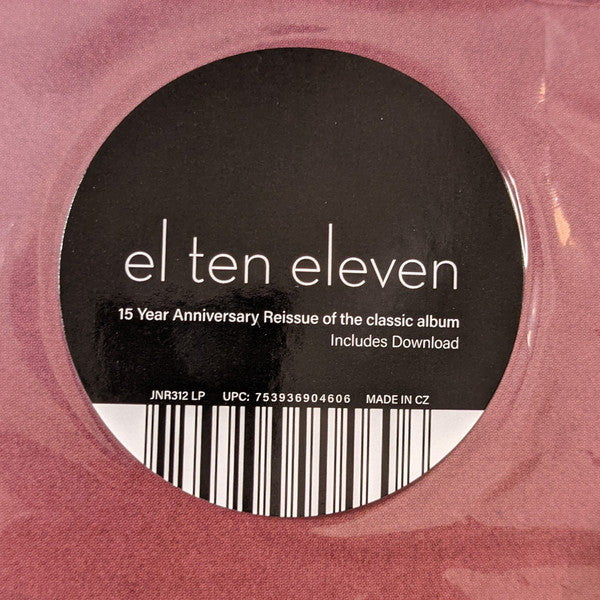 el ten eleven
15 Year Anniversary Reissue of the classic album
Includes Download
JNR312 LP UPC: 753936904606 MADE IN CZ